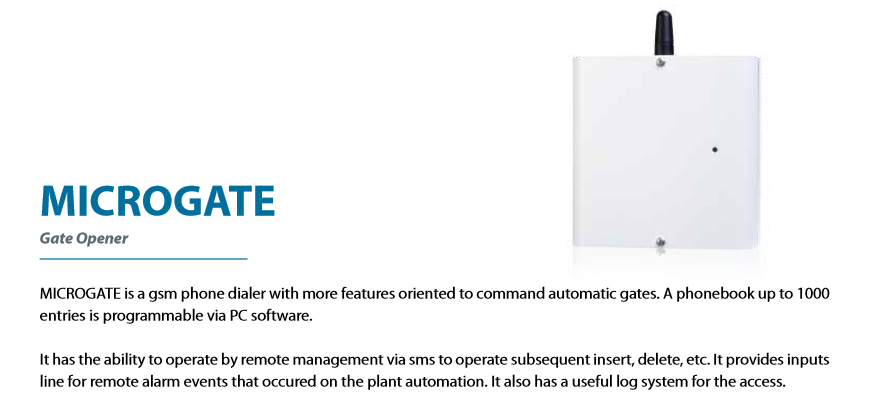 MICROGATE
Gate Opener
MICROGATE is a gsm phone dialer with more features oriented to command automatic gates. A phonebook up to 1000
entries is programmable via PC software.
It has the ability to operate by remote management via sms to operate subsequent insert, delete, etc. It provides inputs
line for remote alarm events that occured on the plant automation. It also has a useful log system for the access.